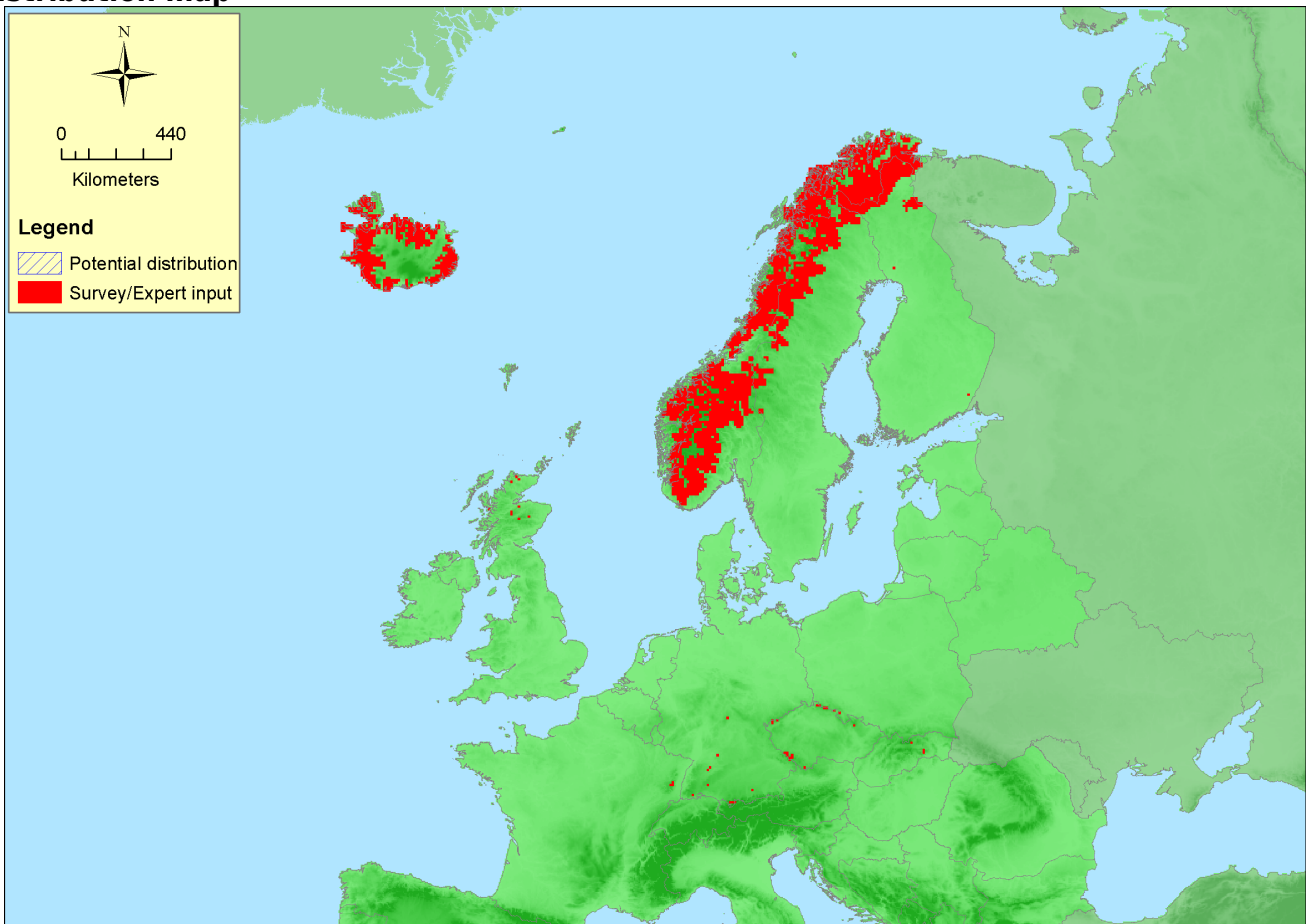 N
0 440
Kilometers
Legend
Potential distribution
Survey/Expert input